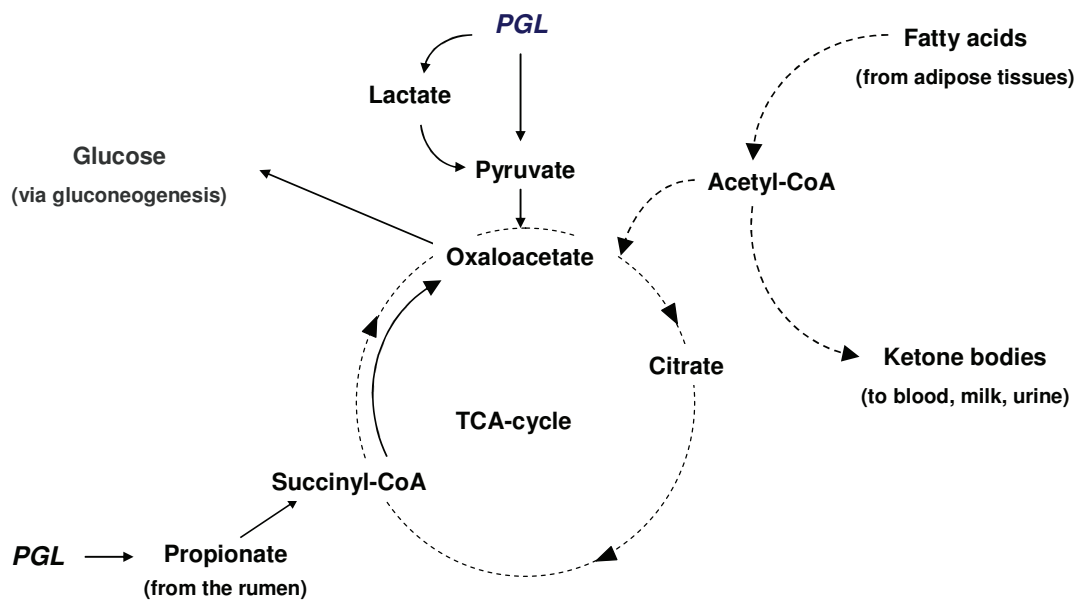 PGL
Fatty acids
(from adipose tissues)
Lactate
Glucose
(via gluconeogenesis)
Pyruvate
Acetyl-CoA
Oxaloacetate
Citrate
Ketone bodies
(to blood, milk, urine)
TCA-cycle
Succinyl-CoA
PGL
Propionate
(from the rumen)